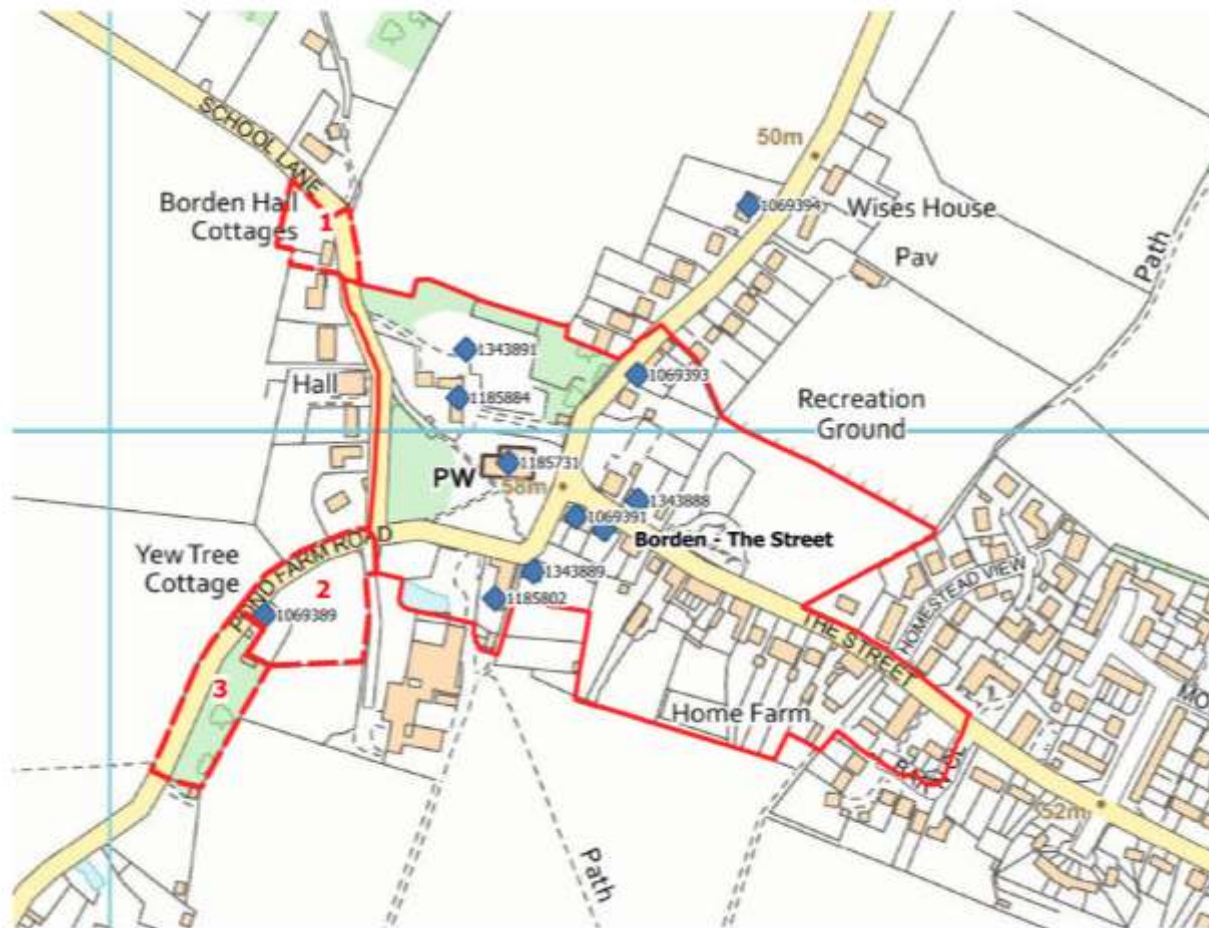 SCHOOL LANE
50m
Borden Hall
Cottages
1
1069394
Wises House
Pav
Path
1343891
1069393
Hall
1185884
Recreation
Ground
PW
1185731
58m
1343888
1069391
Borden - The Street
Yew Tree
Cottage
POND FARM ROAD
2
1343889
1185802
1069389
HOMESTEAD VIEW
THE STREET
3
Home Farm
52m
Path